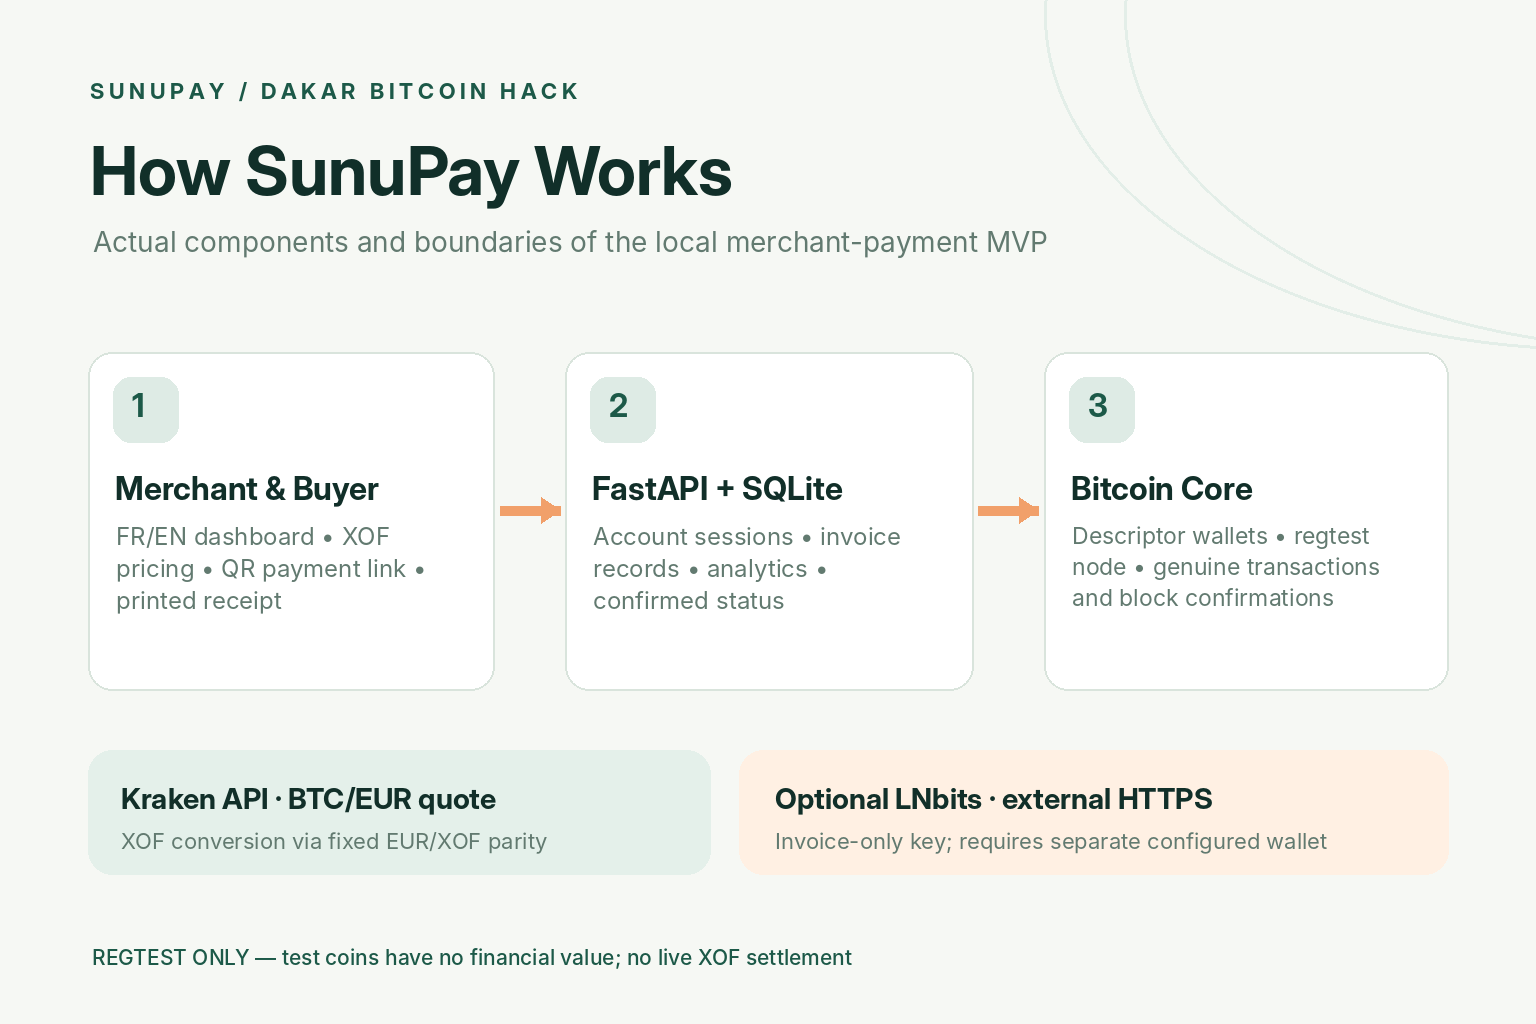 SUNUPAY / DAKAR BITCOIN HACK
How SunuPay Works
Actual components and boundaries of the local merchant-payment MVP
1
Merchant & Buyer
FR/EN dashboard • XOF
pricing • QR payment link •
printed receipt
2
FastAPI + SQLite
Account sessions • invoice
records • analytics •
confirmed status
3
Bitcoin Core
Descriptor wallets • regtest
node • genuine transactions
and block confirmations
Kraken API · BTC/EUR quote
XOF conversion via fixed EUR/XOF parity
Optional LNbits · external HTTPS
Invoice-only key; requires separate configured wallet
REGTEST ONLY — test coins have no financial value; no live XOF settlement